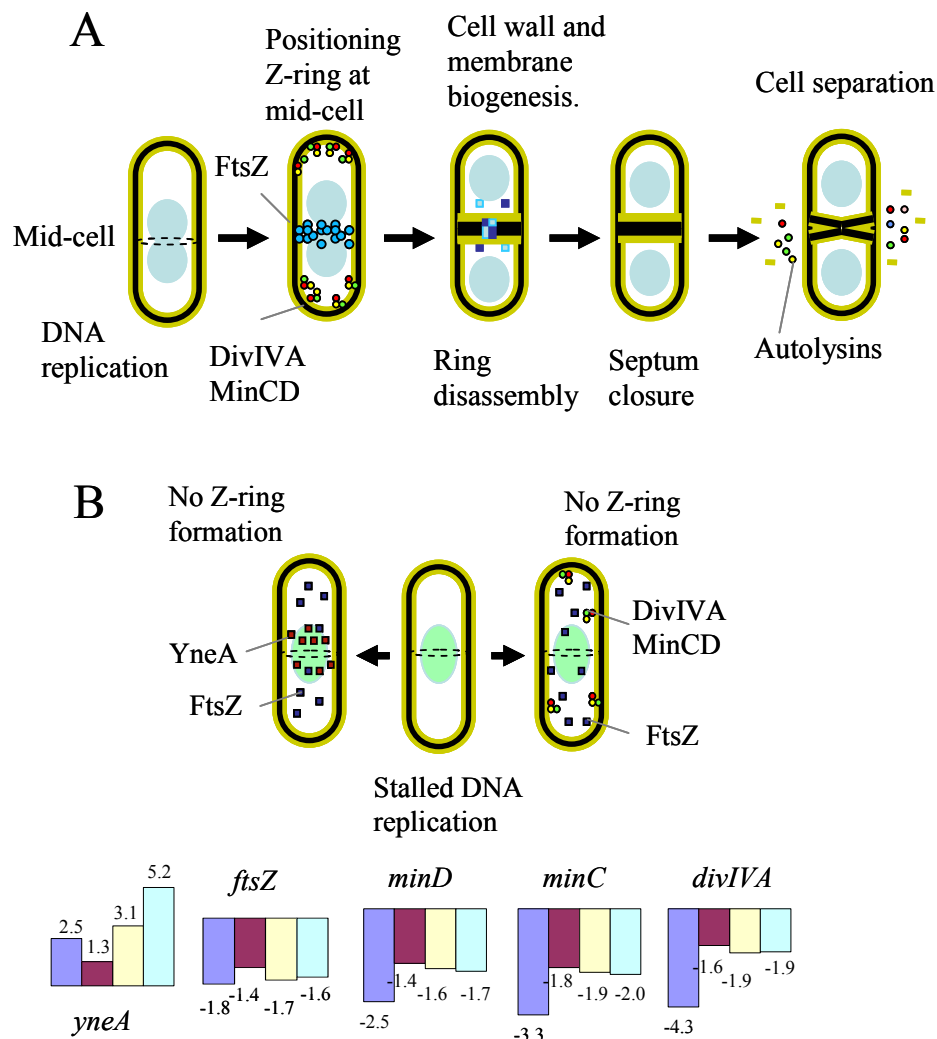 A
Positioning
Z-ring at
mid-cell
Cell wall and
membrane
biogenesis.
Cell separation
FtsZ
Mid-cell
DNA
replication
DivIVA
MinCD
Ring
disassembly
Septum
closure
Autolysins
B
No Z-ring
formation
No Z-ring
formation
YneA
FtsZ
DivIVA
MinCD
FtsZ
Stalled DNA
replication
2.5
1.3
3.1
5.2
yneA
ftsZ
-1.8
-1.4
-1.7
-1.6
minD
-2.5
-1.4
-1.6
-1.7
minC
-3.3
-1.8
-1.9
-2.0
divIVA
-4.3
-1.6
-1.9
-1.9